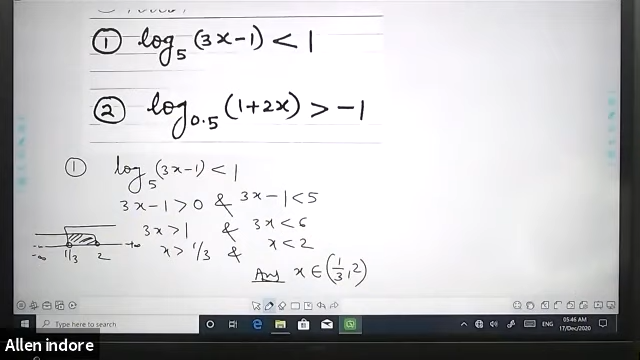 ① log₅(3x-1) < 1
② log₀.₅(1+2x) > -1
① log₅(3x-1) < 1
3x-1>0 & 3x-1<5
3x>1 & 3x<6
x>1/3 & x<2
-∞ 1/3 2 +∞
Ans x∈(1/3, 2)
Type here to search
ENG
05:46 AM
17/Dec/2020
Allen indore